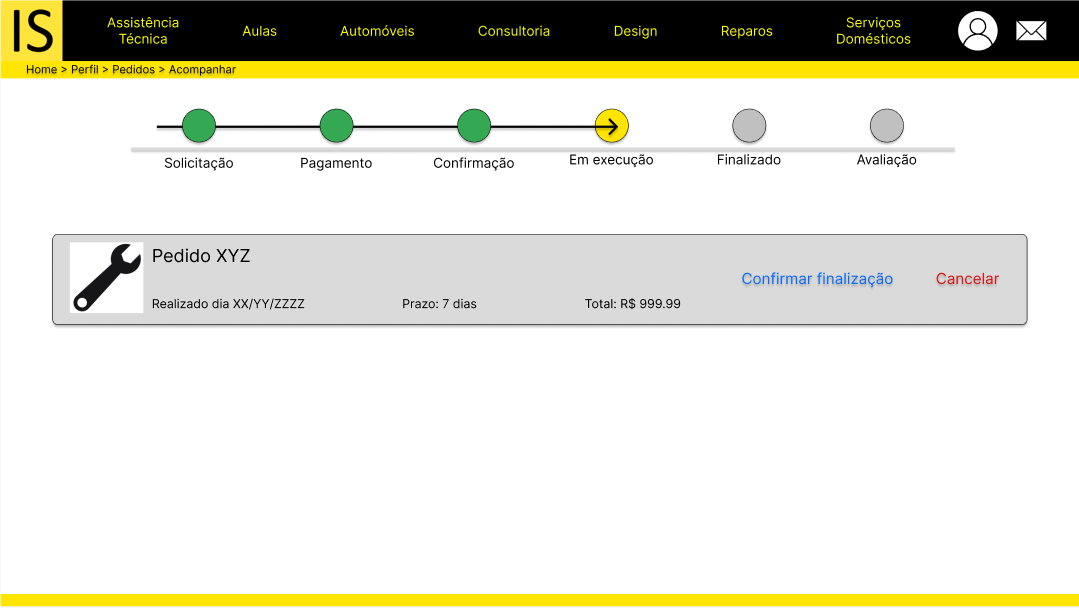 IS
Assistência
Técnica
Aulas
Automóveis
Consultoria
Design
Reparos
Serviços
Domésticos
Home > Perfil > Pedidos > Acompanhar
Solicitação
Pagamento
Confirmação
Em execução
Finalizado
Avaliação
Pedido XYZ
Confirmar finalização
Cancelar
Realizado dia XX/YY/ZZZZ
Prazo: 7 dias
Total: R$ 999.99